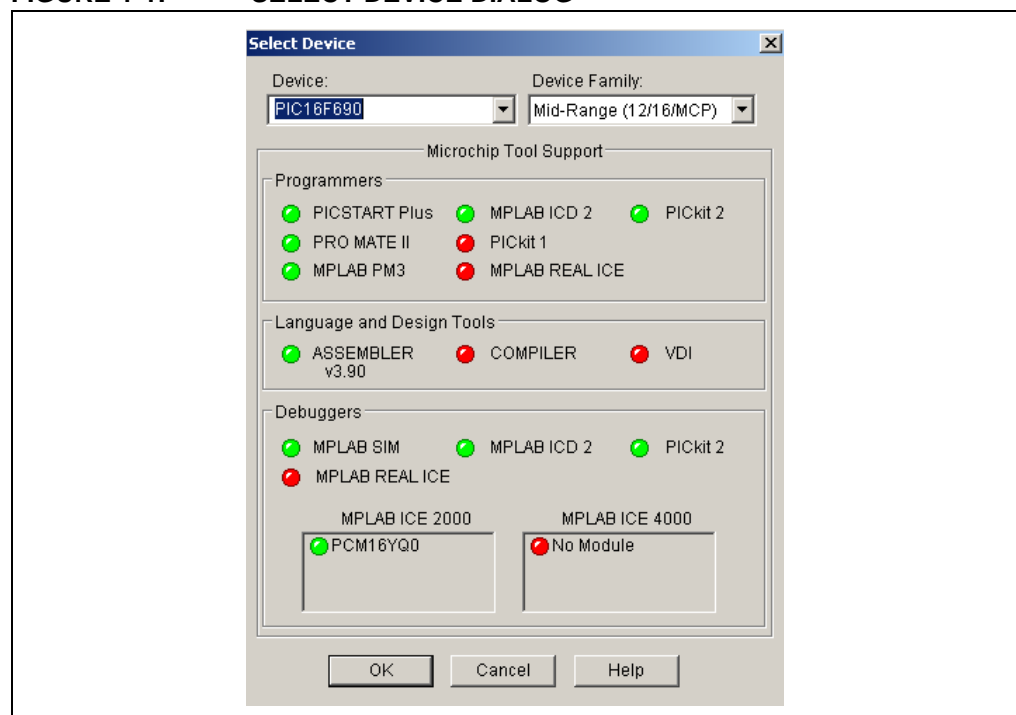 SELECT DEVICE DIALOG
Select Device
Device: Device Family:
PIC16F690 Mid-Range (12/16/MCP)
Microchip Tool Support
Programmers
PICSTART Plus MPLAB ICD 2 PICkit 2
PRO MATE II PICkit 1
MPLAB PM3 MPLAB REAL ICE
Language and Design Tools
ASSEMBLER COMPILER VDI
v3.90
Debuggers
MPLAB SIM MPLAB ICD 2 PICkit 2
MPLAB REAL ICE
MPLAB ICE 2000 MPLAB ICE 4000
PCM16YQ0 No Module
OK Cancel Help